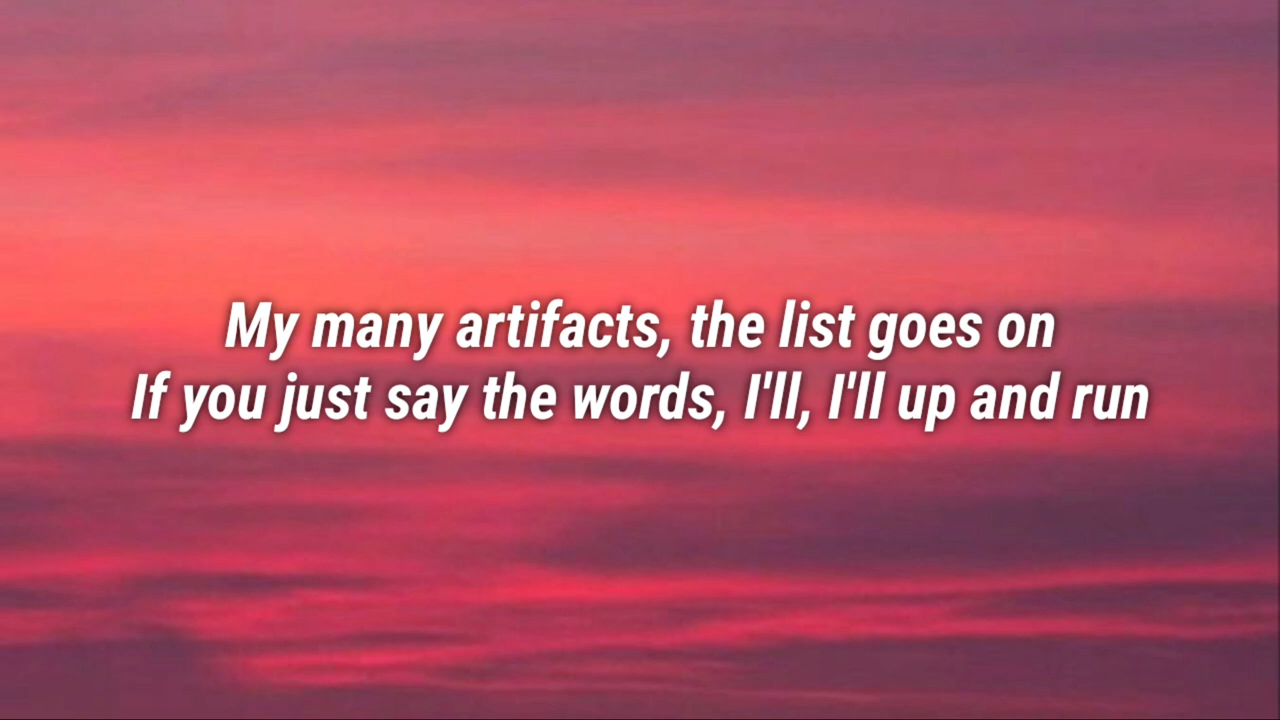 My many artifacts, the list goes on
If you just say the words, I'll, I'll up and run